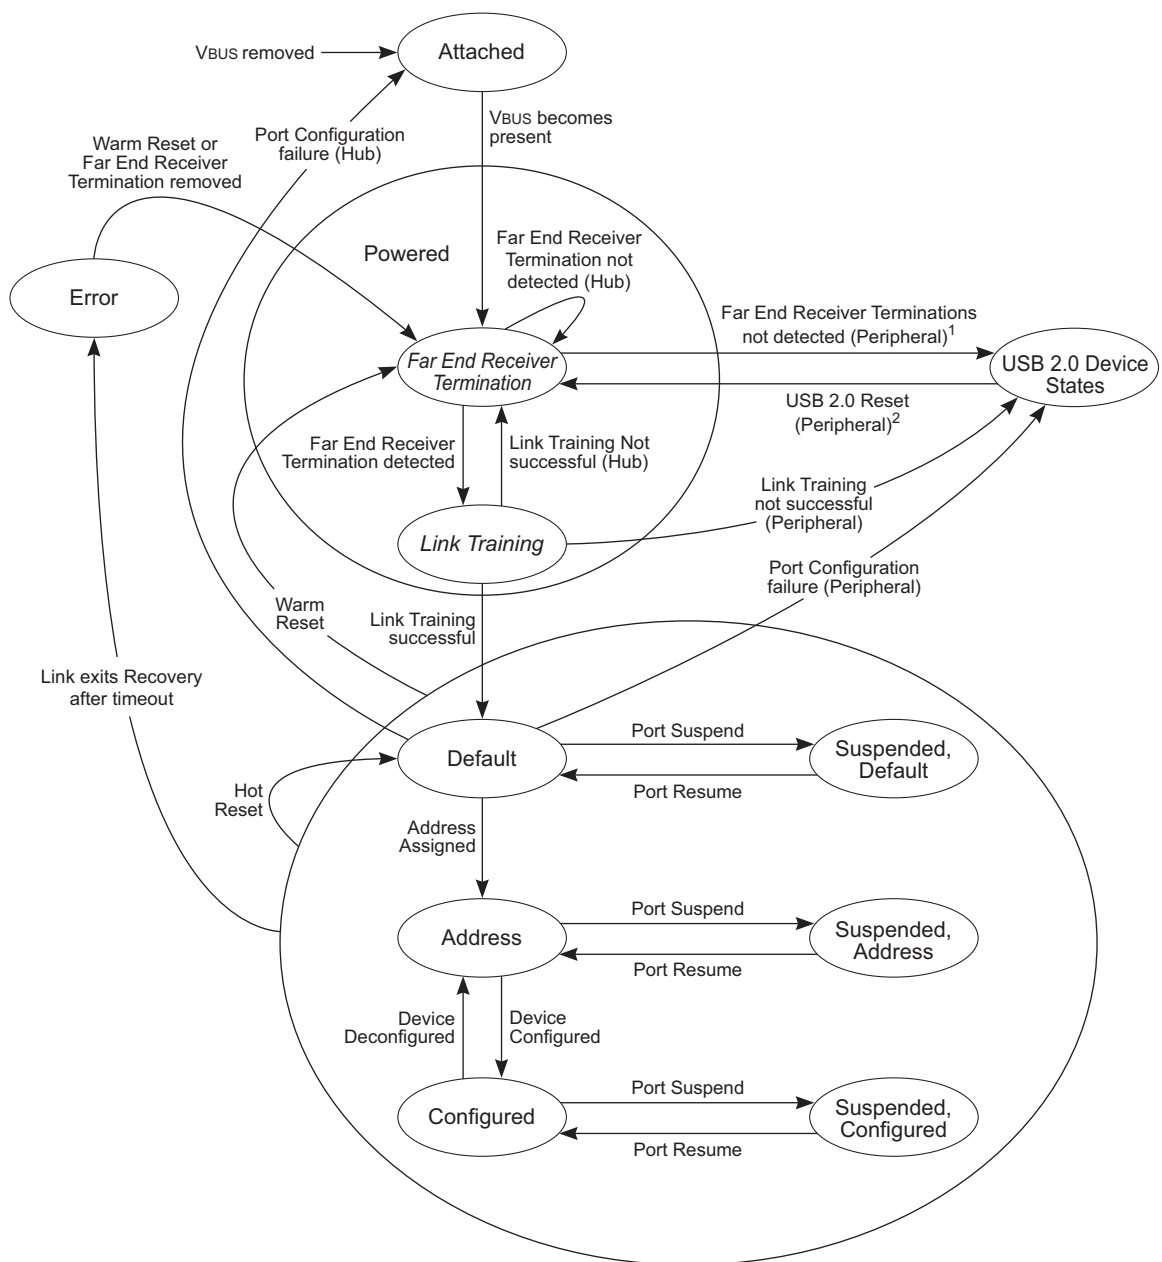 Attached
VBUS removed
VBUS becomes
present
Port Configuration
failure (Hub)
Warm Reset or
Far End Receiver
Termination removed
Powered
Far End Receiver
Termination not
detected (Hub)
Error
Far End Receiver Terminations
not detected (Peripheral)1
Far End Receiver
Termination
USB 2.0 Device
States
USB 2.0 Reset
(Peripheral)2
Far End Receiver
Termination detected
Link Training Not
successful (Hub)
Link Training
not successful
(Peripheral)
Link Training
Port Configuration
failure (Peripheral)
Warm
Reset
Link Training
successful
Link exits Recovery
after timeout
Default
Port Suspend
Port Resume
Suspended,
Default
Hot
Reset
Address
Assigned
Address
Port Suspend
Port Resume
Suspended,
Address
Device
Deconfigured
Device
Configured
Configured
Port Suspend
Port Resume
Suspended,
Configured